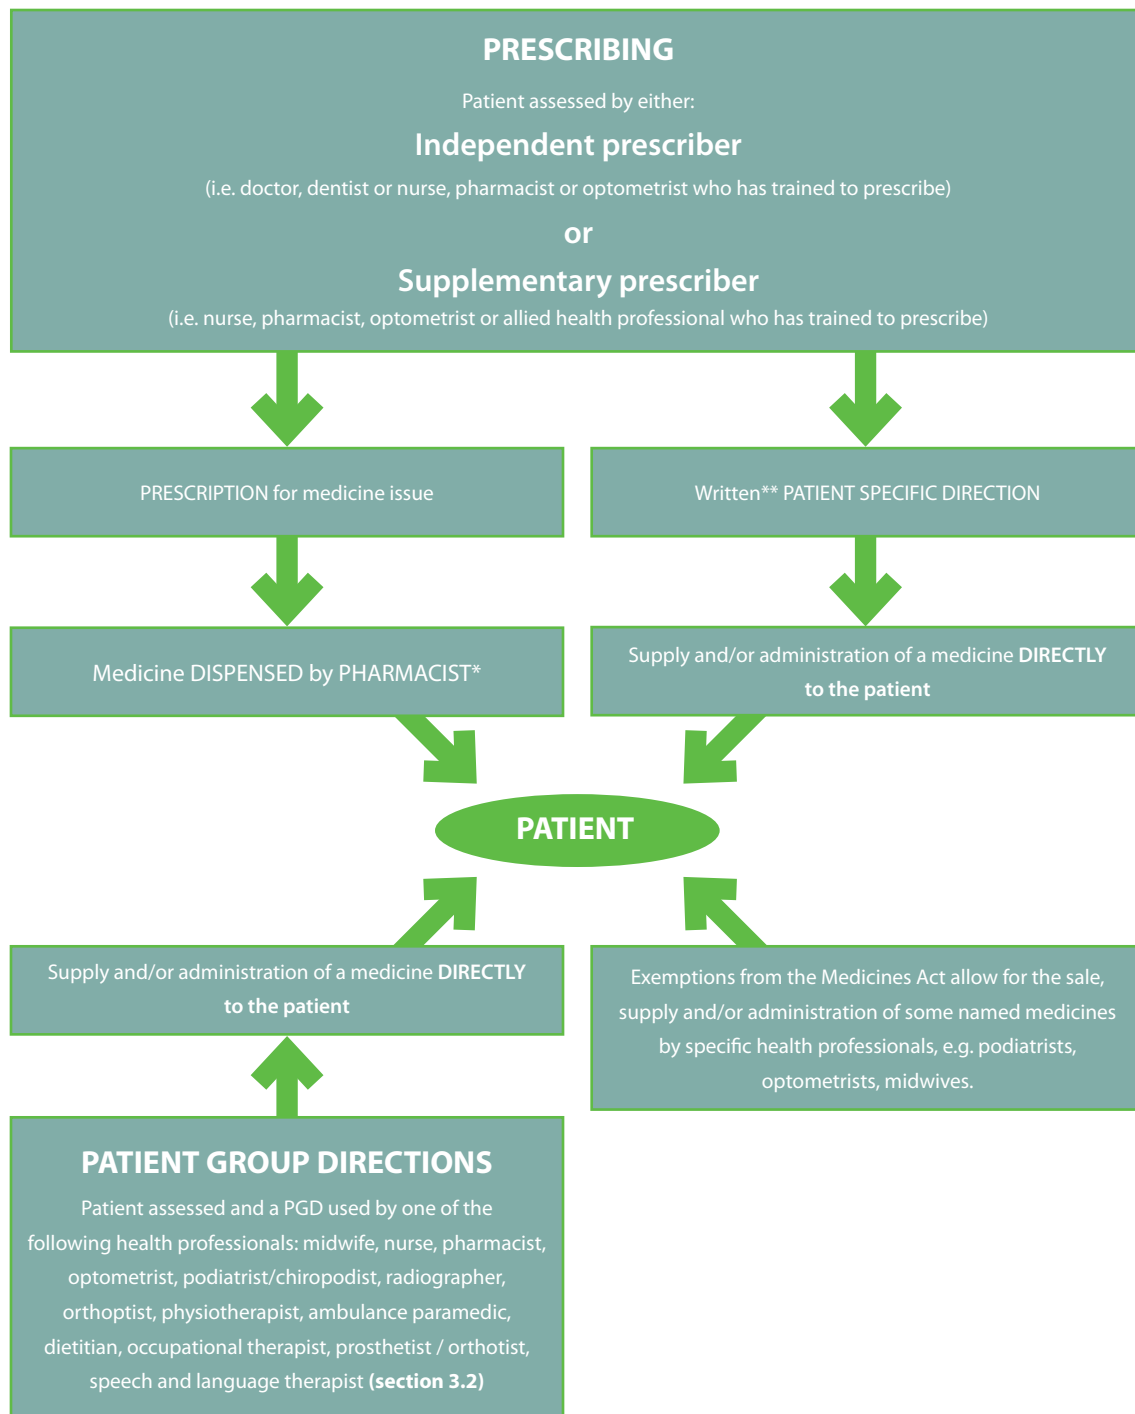 PRESCRIBING
Patient assessed by either:
Independent prescriber
(i.e. doctor, dentist or nurse, pharmacist or optometrist who has trained to prescribe)
or
Supplementary prescriber
(i.e. nurse, pharmacist, optometrist or allied health professional who has trained to prescribe)
PRESCRIPTION for medicine issue
Written** PATIENT SPECIFIC DIRECTION
Medicine DISPENSED by PHARMACIST*
Supply and/or administration of a medicine DIRECTLY
to the patient
PATIENT
Supply and/or administration of a medicine DIRECTLY
to the patient
Exemptions from the Medicines Act allow for the sale,
supply and/or administration of some named medicines
by specific health professionals, e.g. podiatrists,
optometrists, midwives.
PATIENT GROUP DIRECTIONS
Patient assessed and a PGD used by one of the
following health professionals: midwife, nurse, pharmacist,
optometrist, podiatrist/chiropodist, radiographer,
orthoptist, physiotherapist, ambulance paramedic,
dietitian, occupational therapist, prosthetist / orthotist,
speech and language therapist (section 3.2)